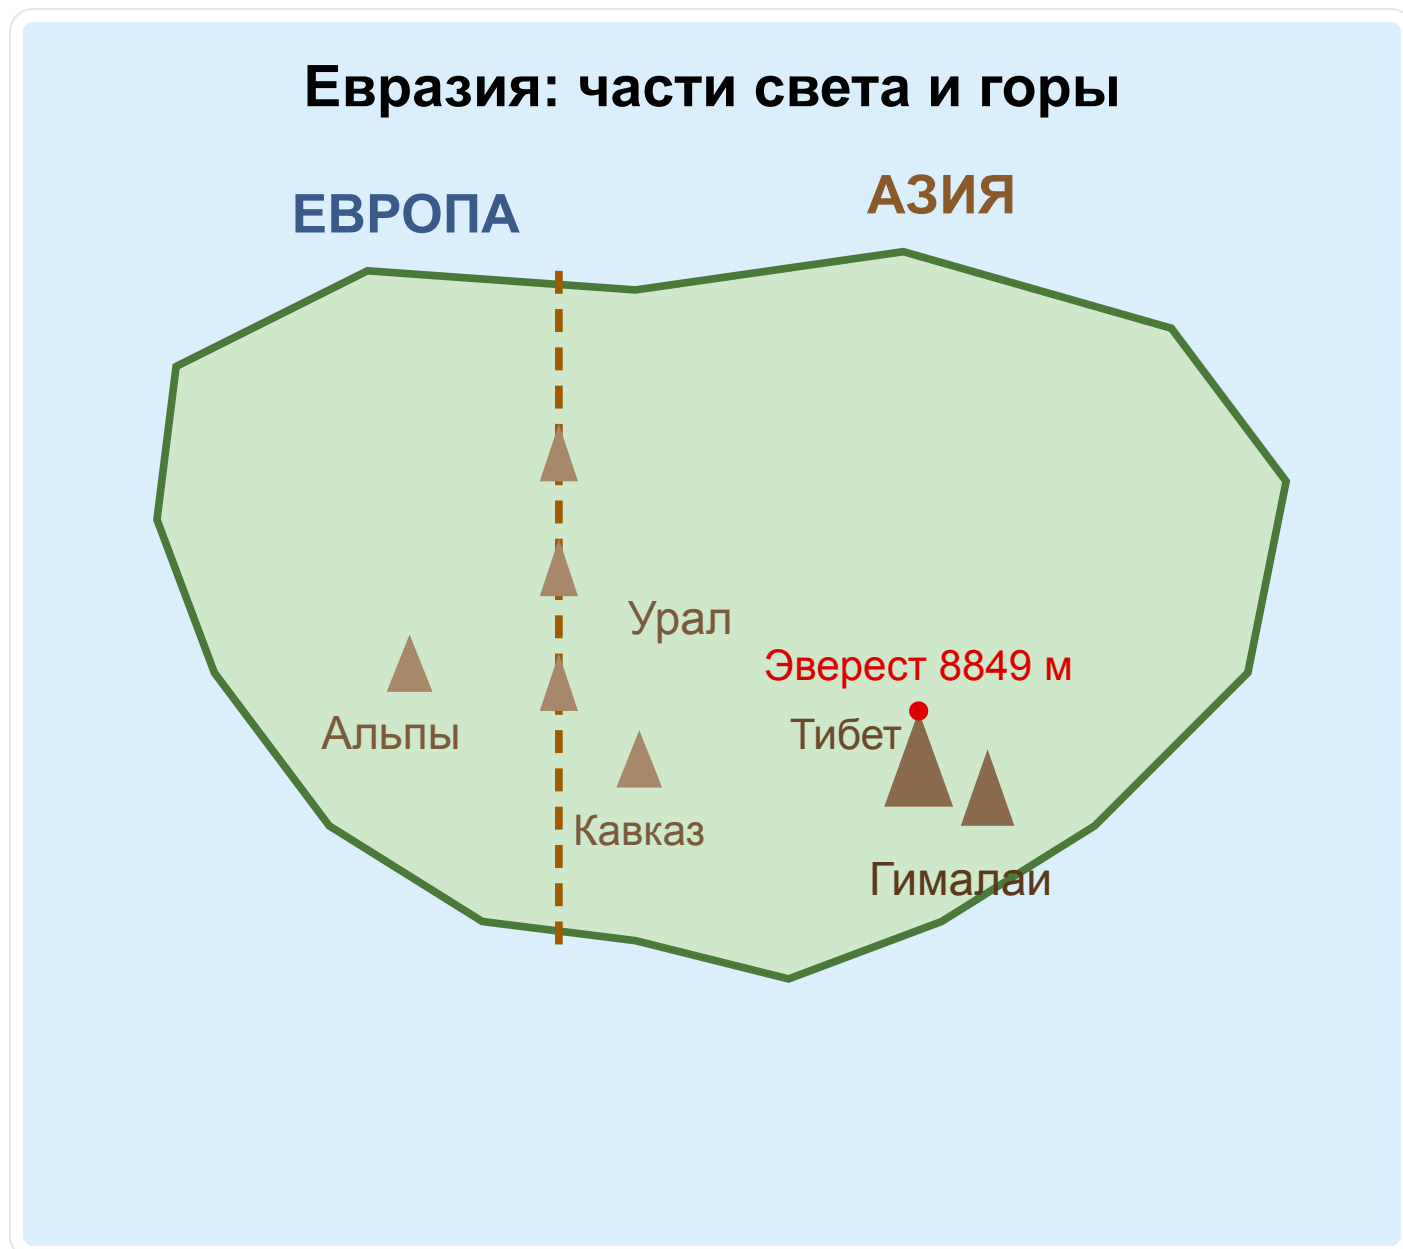 Евразия: части света и горы
ЕВРОПА
АЗИЯ
Урал
Эверест 8849 м
Альпы
Тибет
Кавказ
Гималаи